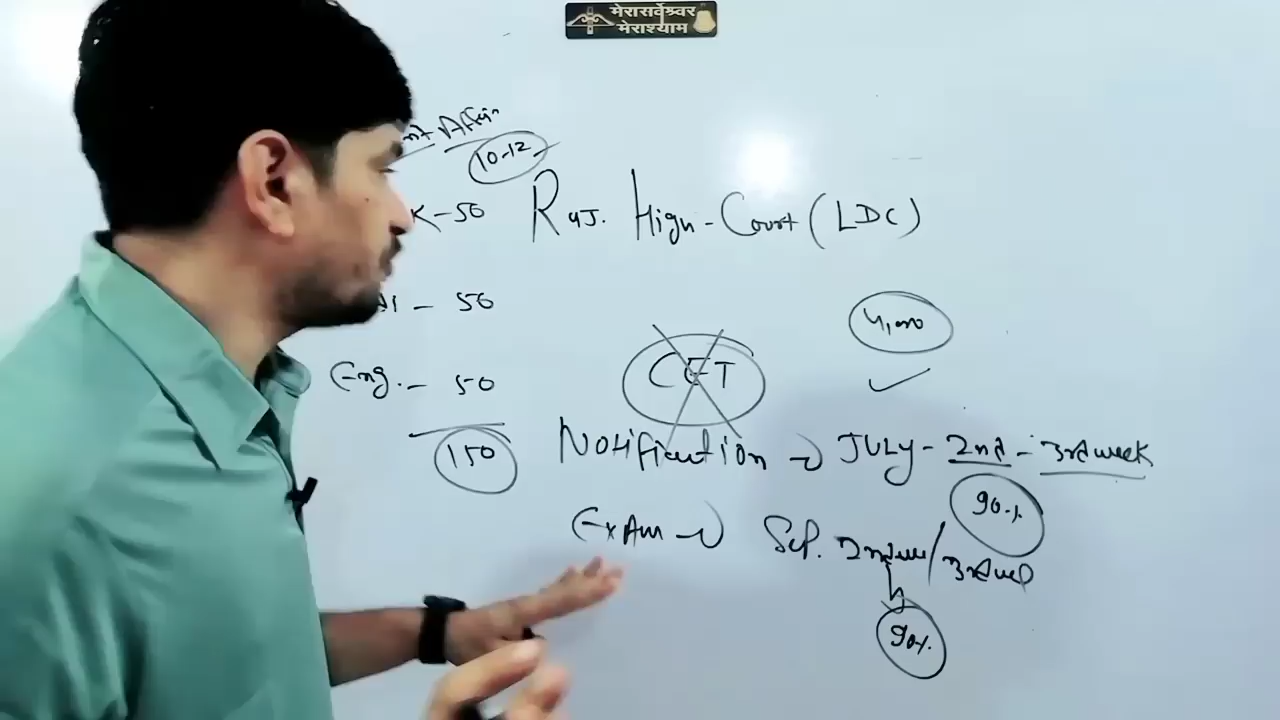 मेरासर्वेश्वर
मेराश्याम
nt Affair
10-12
K-50
Raj. High-Court (LDC)
- 50
4,000
CET
Eng. - 50
150
Notification → JULY - 2nd - 3rd week
90%
Exam → Sep. 2nd week / 3rd week
90%